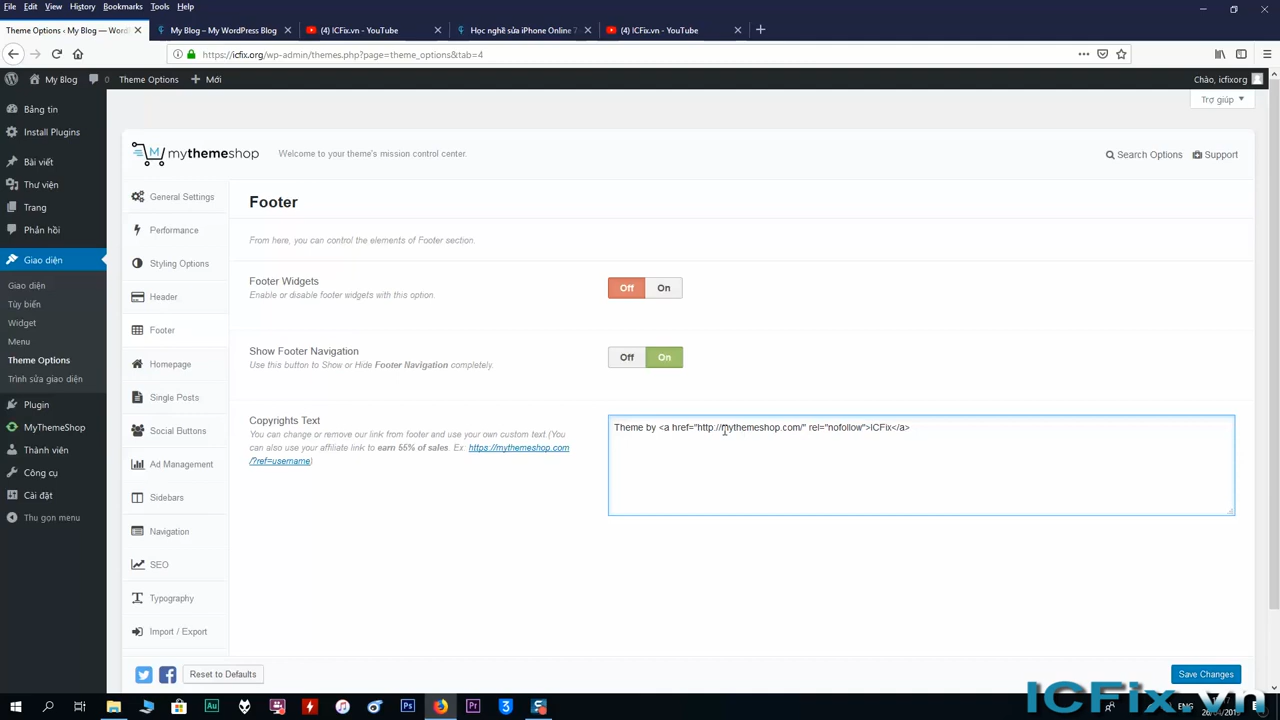 File Edit View History Bookmarks Tools Help
Theme Options ‹ My Blog — Word
My Blog – My WordPress Blog
(4) ICFix.vn - YouTube
Học nghề sửa iPhone Online 7
(4) ICFix.vn - YouTube
https://icfix.org/wp-admin/themes.php?page=theme_options&tab=4
My Blog
0
Theme Options
Mới
Chào, icfixorg
Trợ giúp
Bảng tin
Install Plugins
Bài viết
Thư viện
Trang
Phản hồi
Giao diện
Giao diện
Tùy biến
Widget
Menu
Theme Options
Trình sửa giao diện
Plugin
MyThemeShop
Thành viên
Công cụ
Cài đặt
Thu gọn menu
mythemeshop
Welcome to your theme's mission control center.
Search Options
Support
General Settings
Performance
Styling Options
Header
Footer
Homepage
Single Posts
Social Buttons
Ad Management
Sidebars
Navigation
SEO
Typography
Import / Export
Footer
From here, you can control the elements of Footer section.
Footer Widgets
Enable or disable footer widgets with this option.
Off On
Show Footer Navigation
Use this button to Show or Hide Footer Navigation completely.
Off On
Copyrights Text
You can change or remove our link from footer and use your own custom text.(You
can also use your affiliate link to earn 55% of sales. Ex: https://mythemeshop.com
/?ref=username)
Theme by <a href="http://mythemeshop.com/" rel="nofollow">ICFix</a>
Reset to Defaults
Save Changes
ENG
ICFix.vn